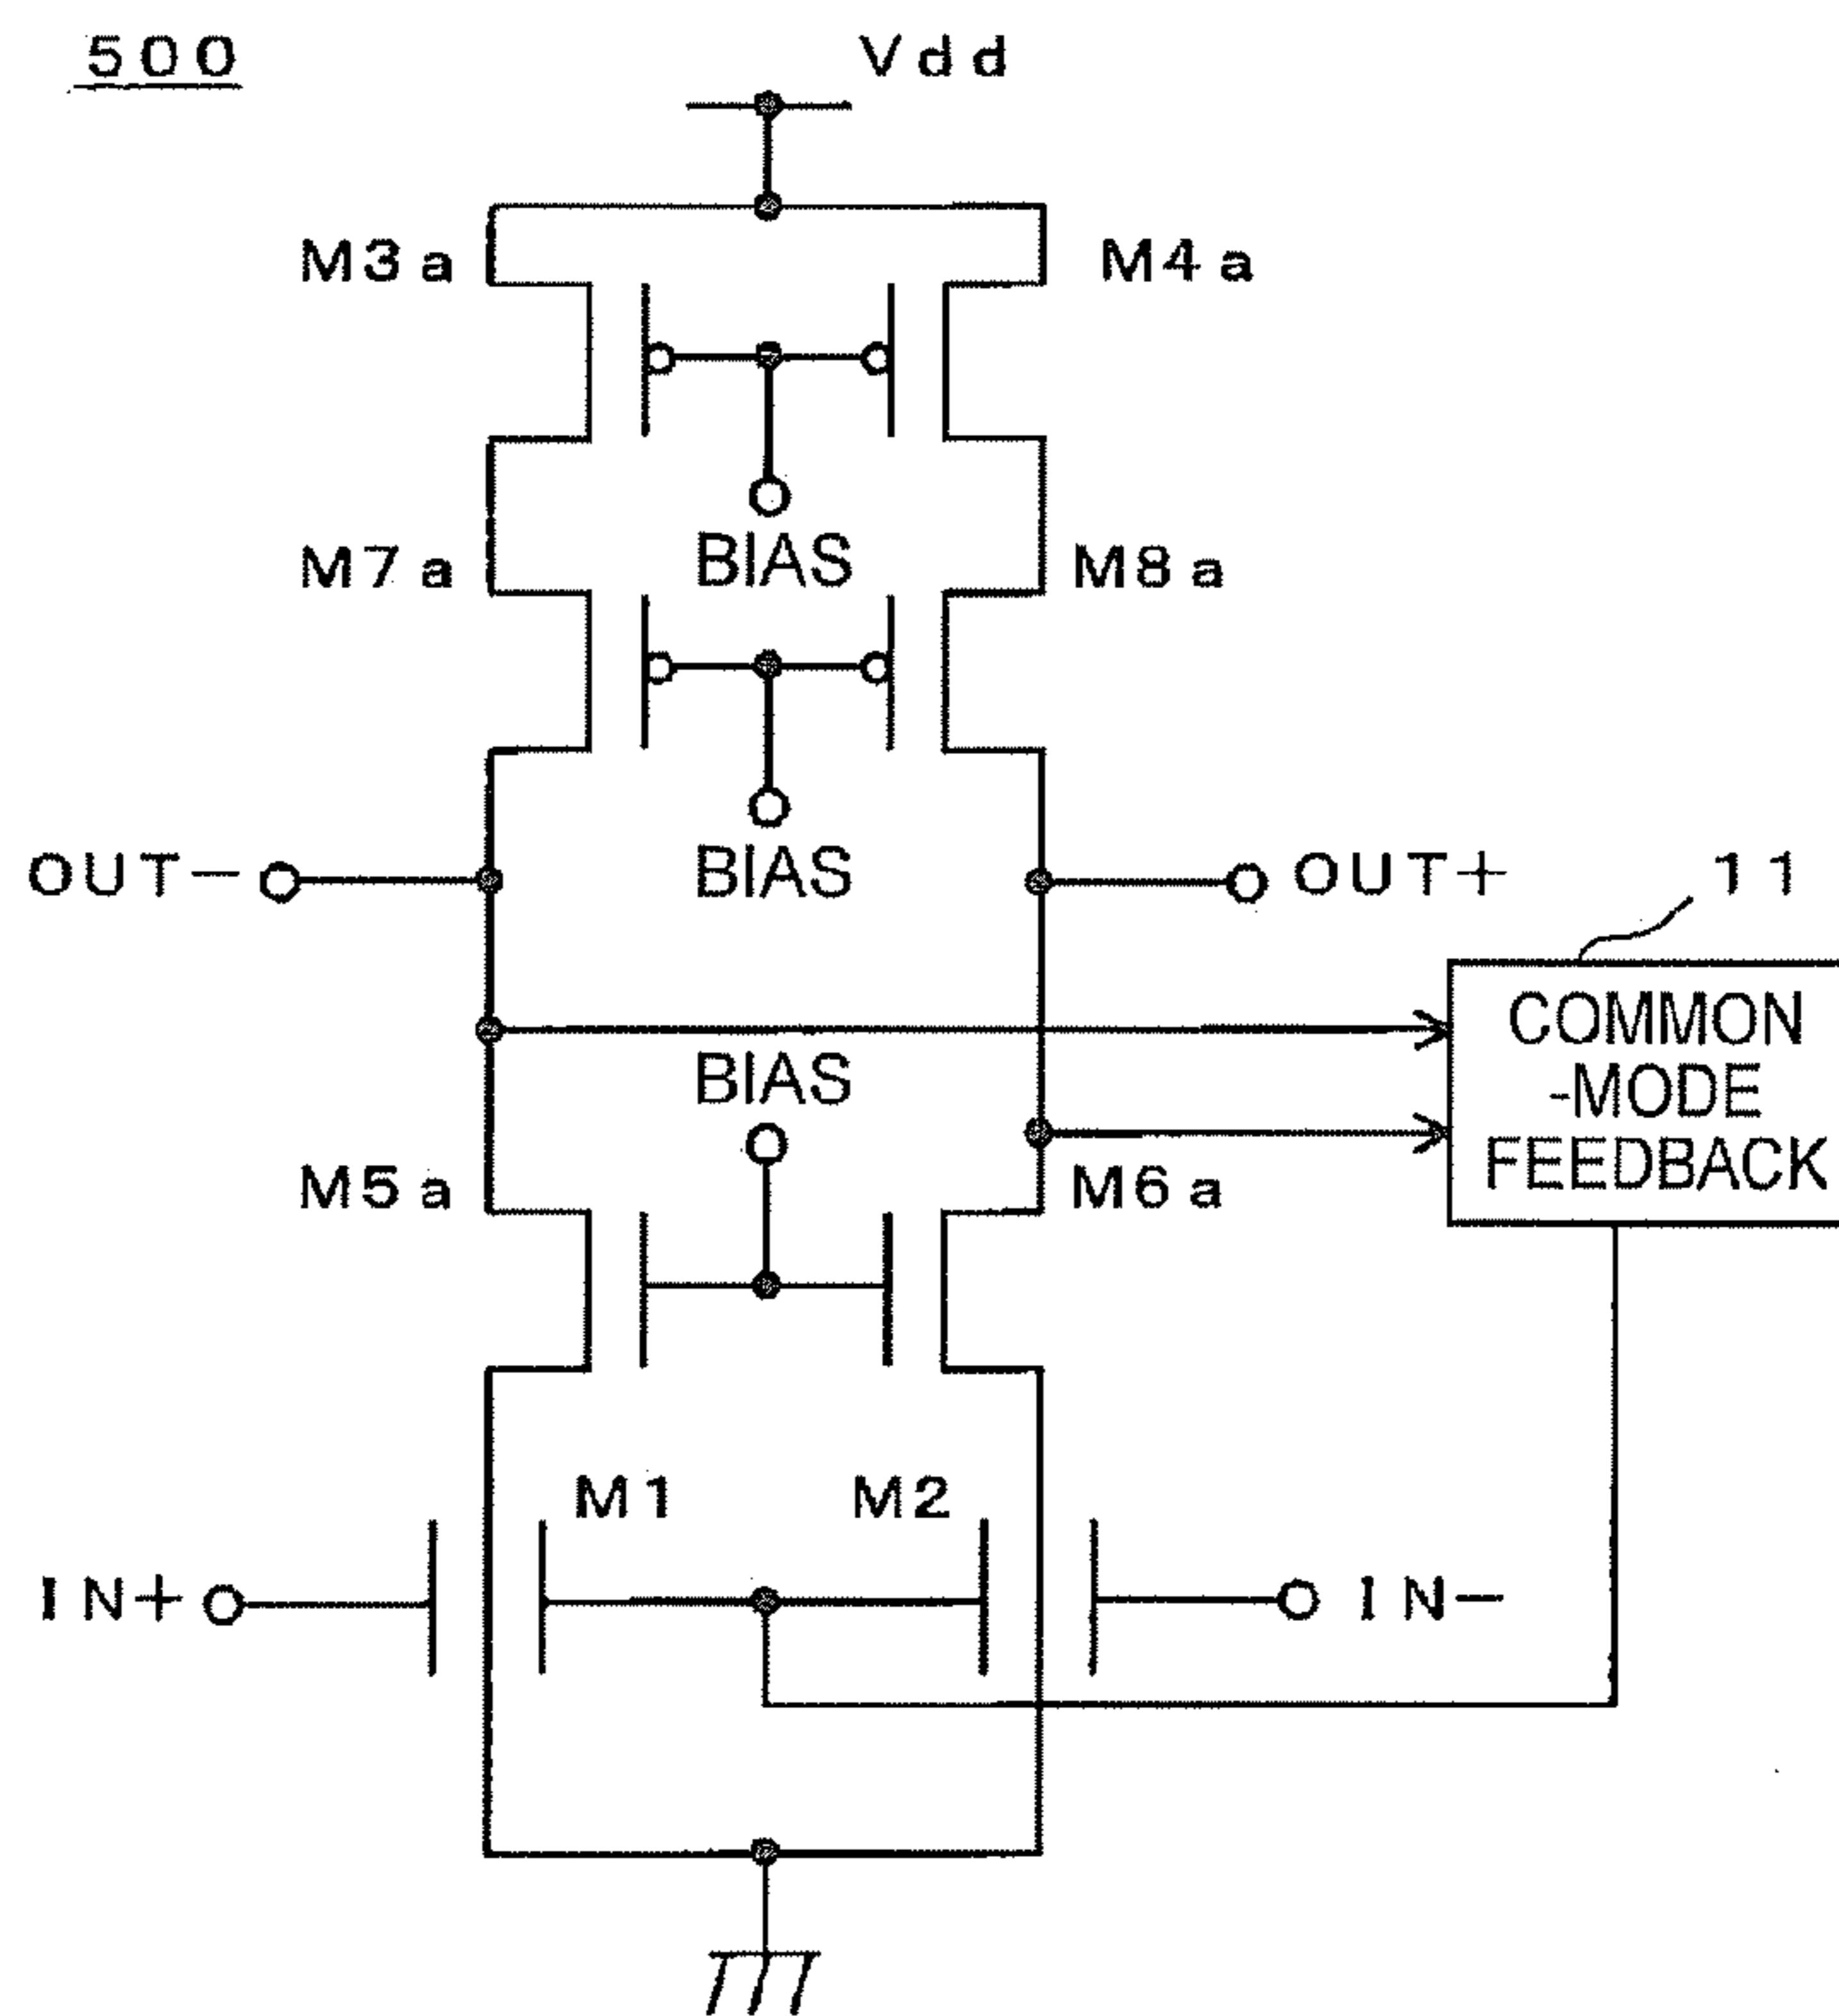 500
Vdd
M3a
M4a
BIAS
M7a
M8a
BIAS
OUT-
OUT+
11
COMMON
-MODE
FEEDBACK
BIAS
M5a
M6a
M1
M2
IN+
IN-